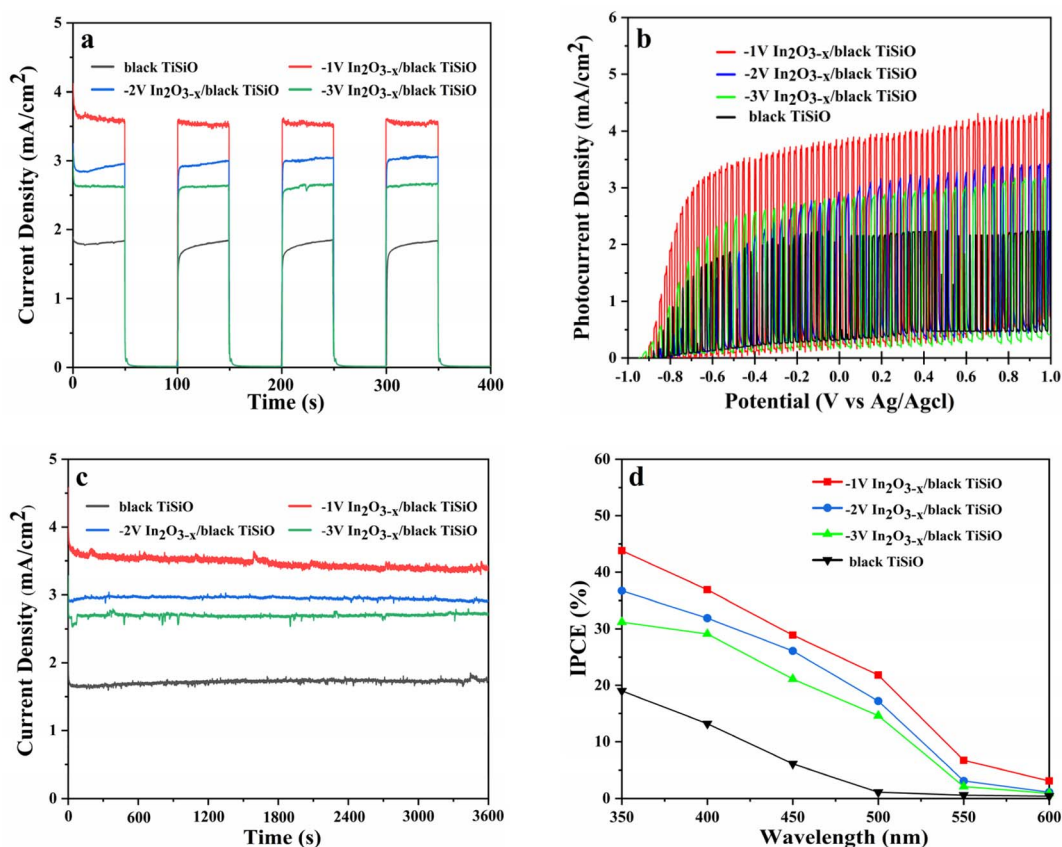 a
black TiSiO
-1V In₂O₃₋ₓ/black TiSiO
-2V In₂O₃₋ₓ/black TiSiO
-3V In₂O₃₋ₓ/black TiSiO
Current Density (mA/cm²)
5
4
3
2
1
0
0 100 200 300 400
Time (s)
b
-1V In₂O₃₋ₓ/black TiSiO
-2V In₂O₃₋ₓ/black TiSiO
-3V In₂O₃₋ₓ/black TiSiO
black TiSiO
Photocurrent Density (mA/cm²)
6
5
4
3
2
1
0
-1.0 -0.8 -0.6 -0.4 -0.2 0.0 0.2 0.4 0.6 0.8 1.0
Potential (V vs Ag/Agcl)
c
black TiSiO
-1V In₂O₃₋ₓ/black TiSiO
-2V In₂O₃₋ₓ/black TiSiO
-3V In₂O₃₋ₓ/black TiSiO
Current Density (mA/cm²)
5
4
3
2
1
0
0 600 1200 1800 2400 3000 3600
Time (s)
d
-1V In₂O₃₋ₓ/black TiSiO
-2V In₂O₃₋ₓ/black TiSiO
-3V In₂O₃₋ₓ/black TiSiO
black TiSiO
IPCE (%)
60
50
40
30
20
10
0
350 400 450 500 550 600
Wavelength (nm)